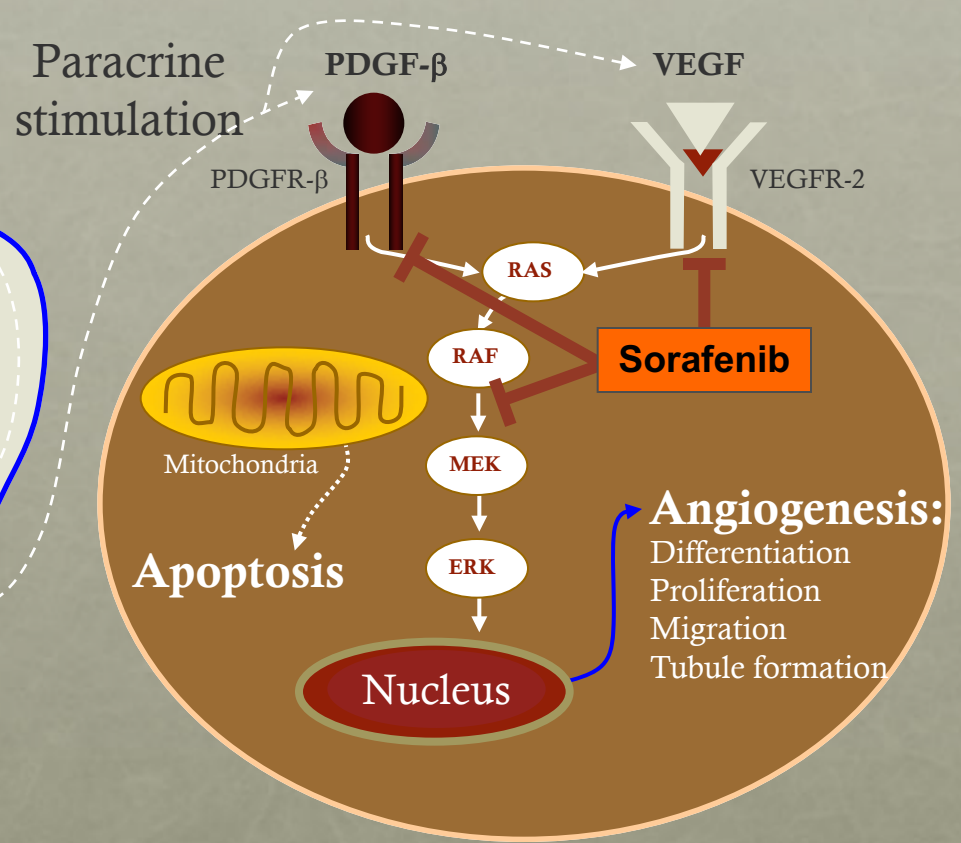 Paracrine
stimulation
PDGF-β
VEGF
PDGFR-β
VEGFR-2
RAS
RAF
Sorafenib
Mitochondria
MEK
Apoptosis
ERK
Angiogenesis:
Differentiation
Proliferation
Migration
Tubule formation
Nucleus